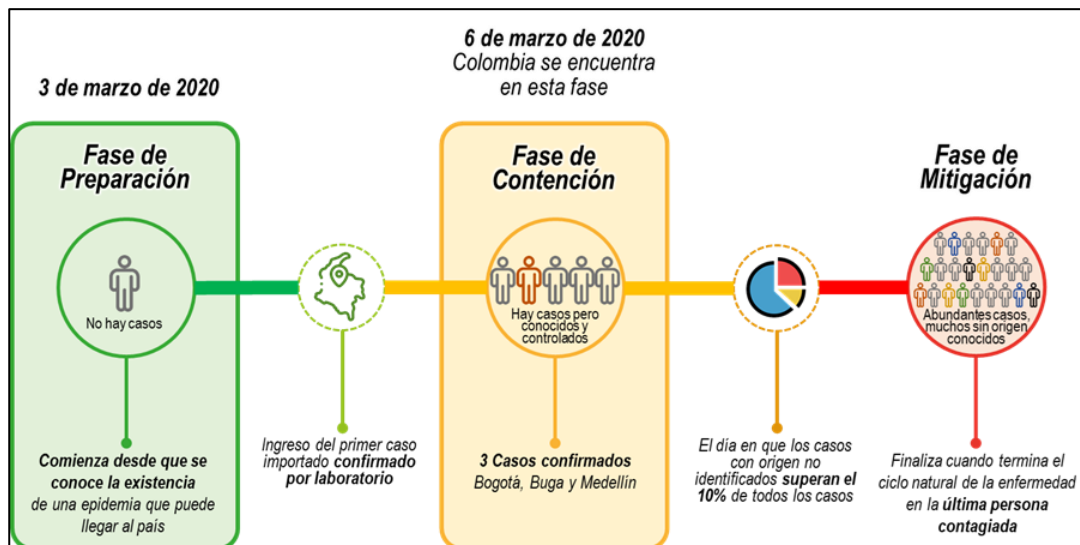 3 de marzo de 2020
6 de marzo de 2020
Colombia se encuentra
en esta fase
Fase de
Preparación
No hay casos
Comienza desde que se
conoce la existencia
de una epidemia que puede
llegar al país
Ingreso del primer caso
importado confirmado
por laboratorio
Fase de
Contención
Hay casos pero
conocidos y
controlados
3 Casos confirmados
Bogotá, Buga y Medellín
El día en que los casos
con origen no
identificados superan el
10% de todos los casos
Fase de
Mitigación
Abundantes casos,
muchos sin origen
conocidos
Finaliza cuando termina el
ciclo natural de la enfermedad
en la última persona
contagiada